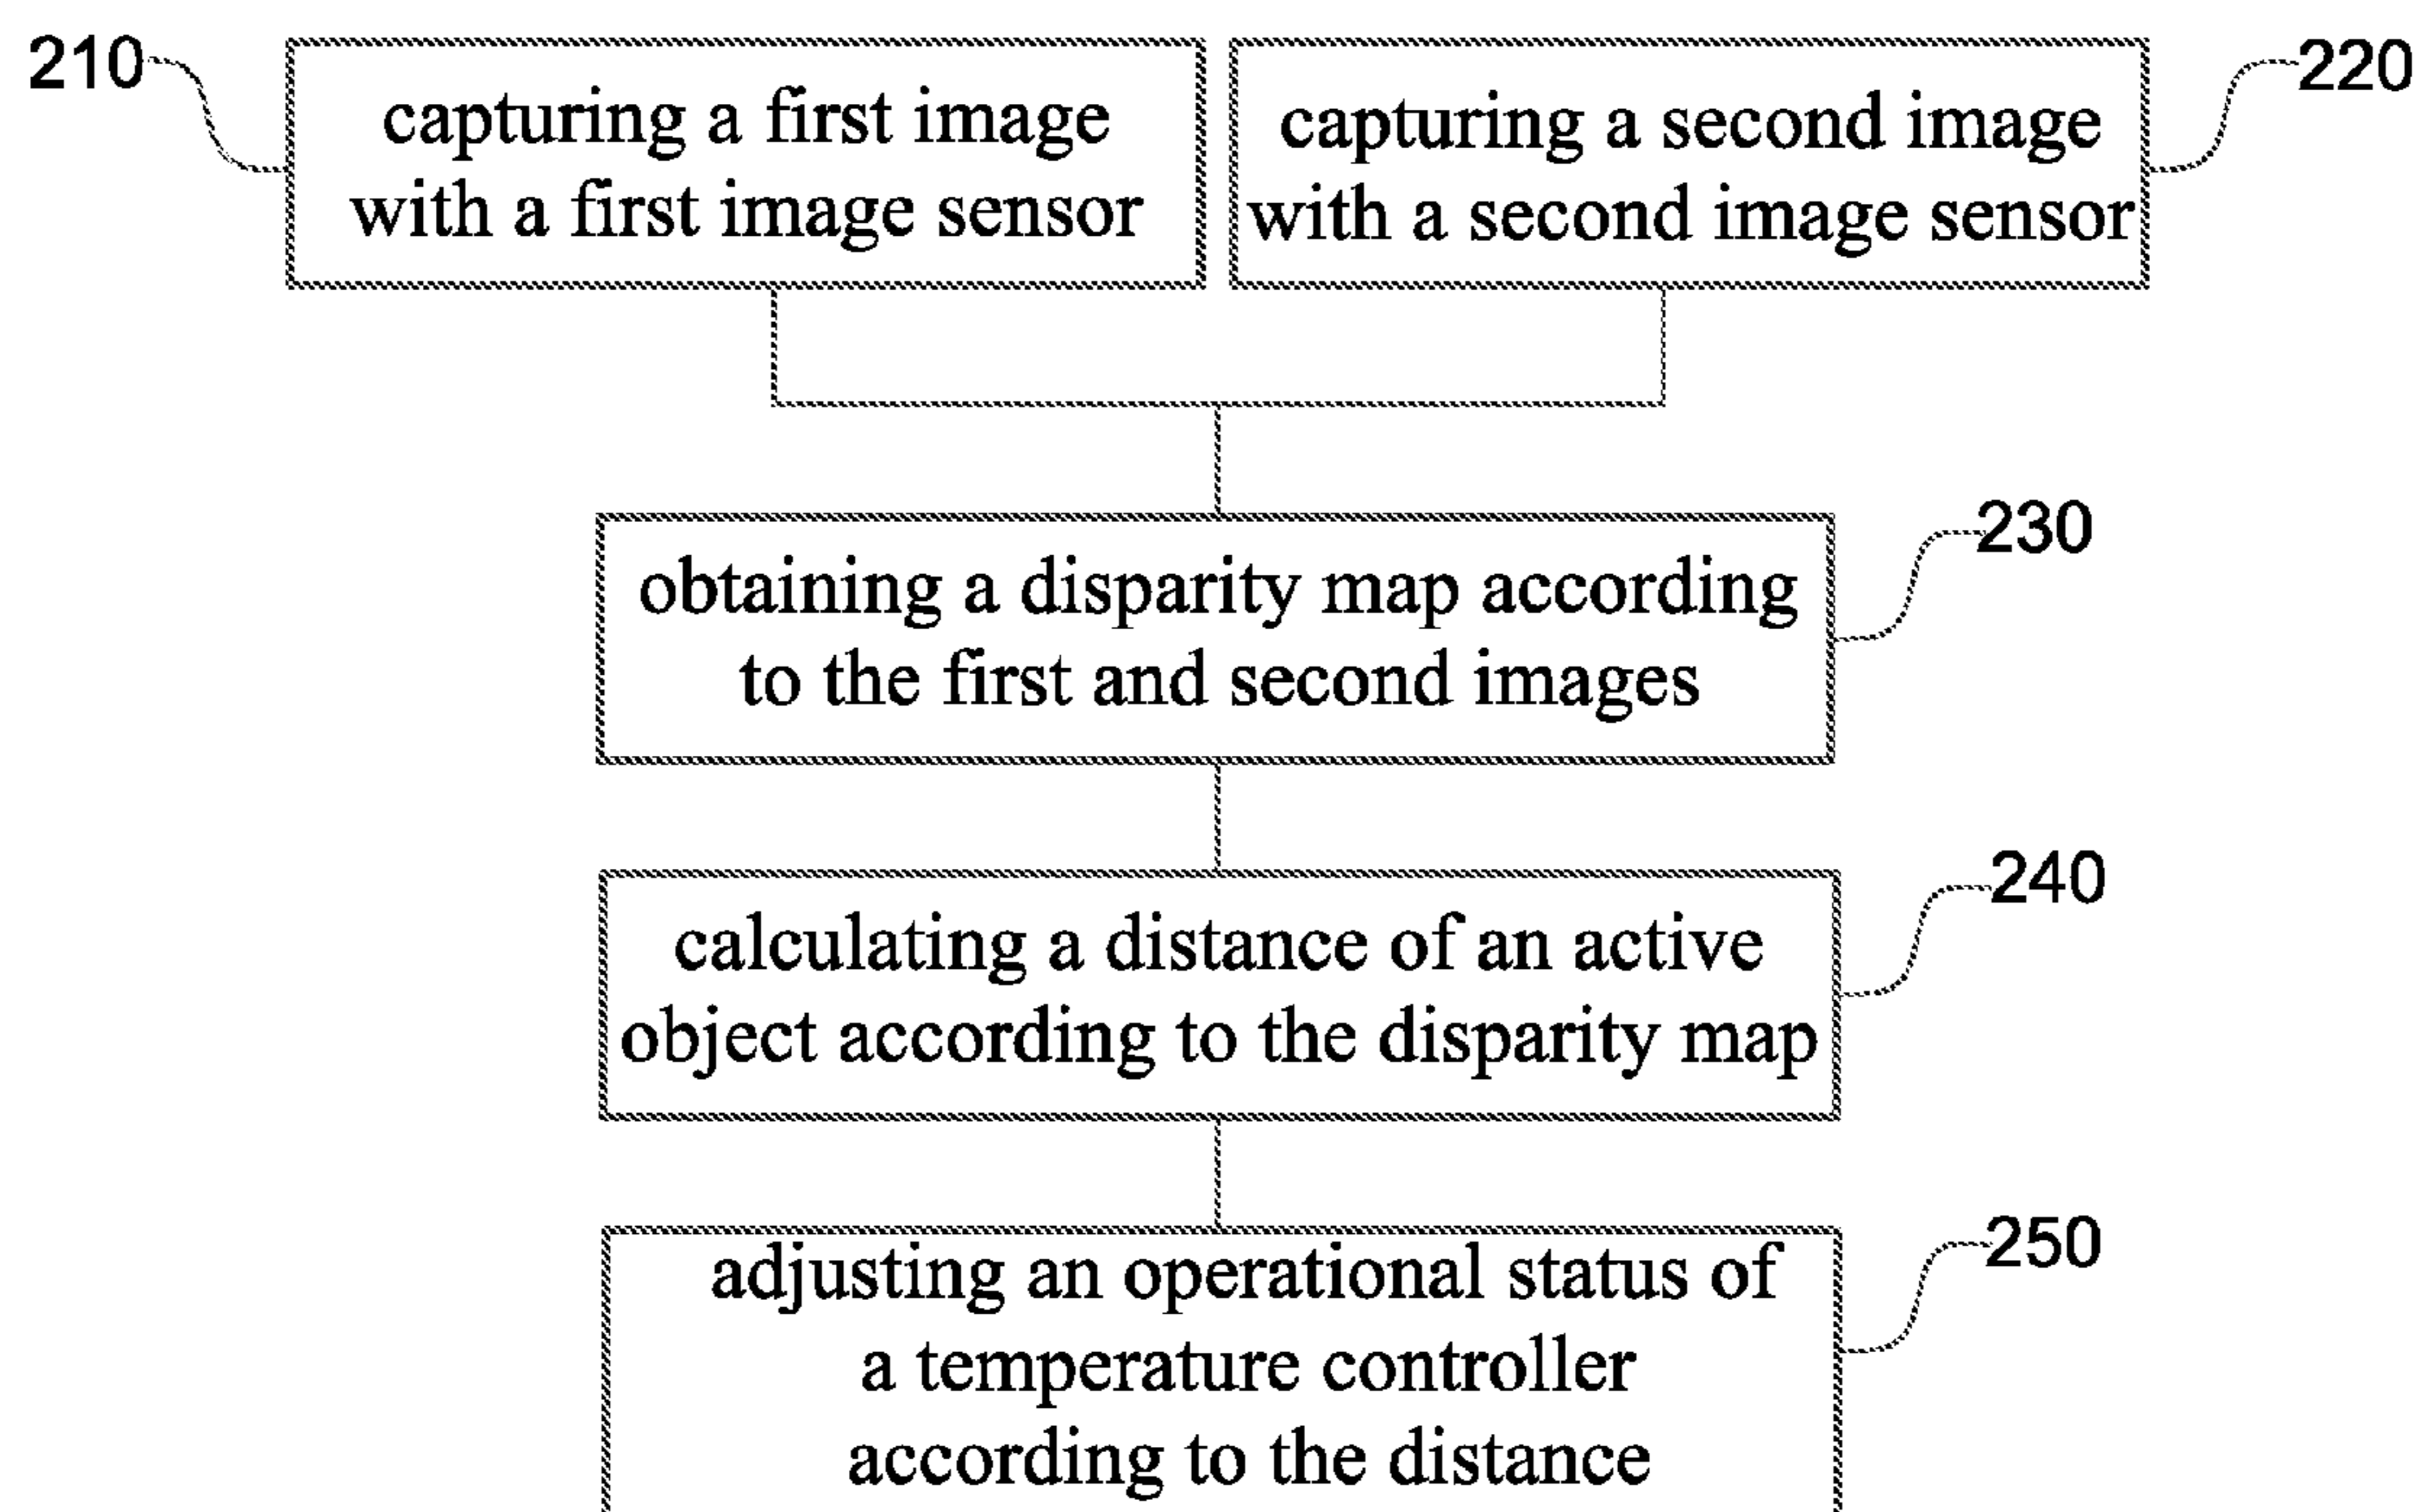 210
capturing a first image
with a first image sensor
capturing a second image
with a second image sensor
220
obtaining a disparity map according
to the first and second images
230
calculating a distance of an active
object according to the disparity map
240
adjusting an operational status of
a temperature controller
according to the distance
250